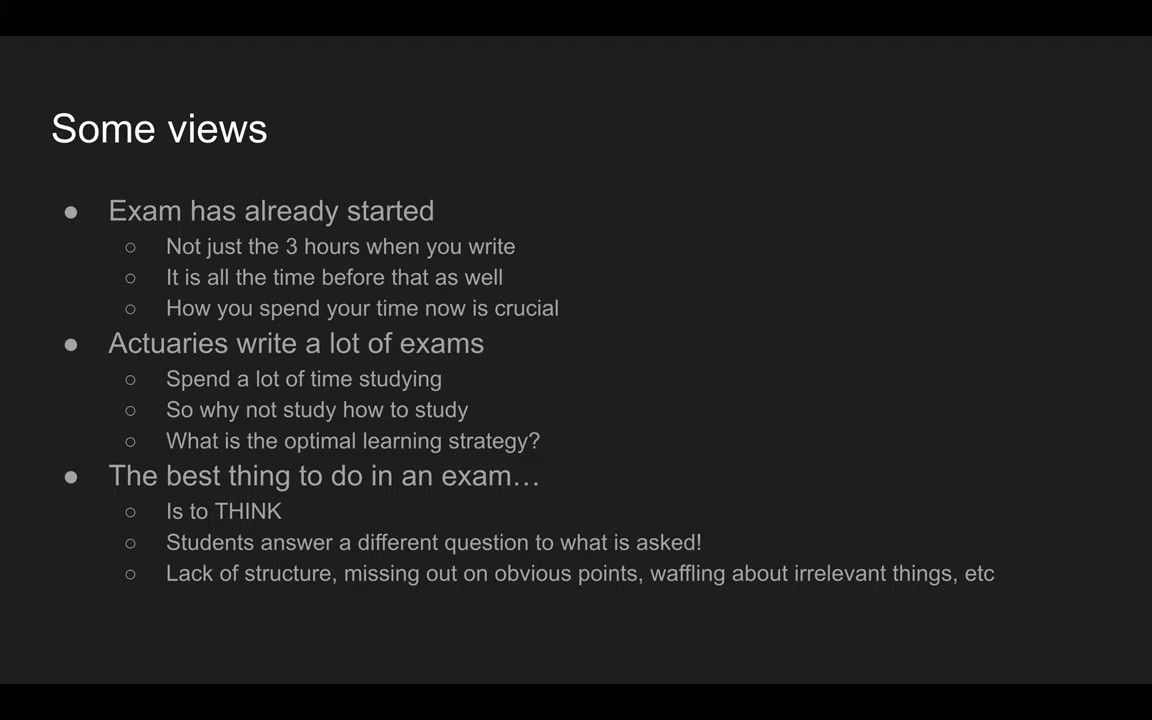 Some views
● Exam has already started
○ Not just the 3 hours when you write
○ It is all the time before that as well
○ How you spend your time now is crucial
● Actuaries write a lot of exams
○ Spend a lot of time studying
○ So why not study how to study
○ What is the optimal learning strategy?
● The best thing to do in an exam…
○ Is to THINK
○ Students answer a different question to what is asked!
○ Lack of structure, missing out on obvious points, waffling about irrelevant things, etc